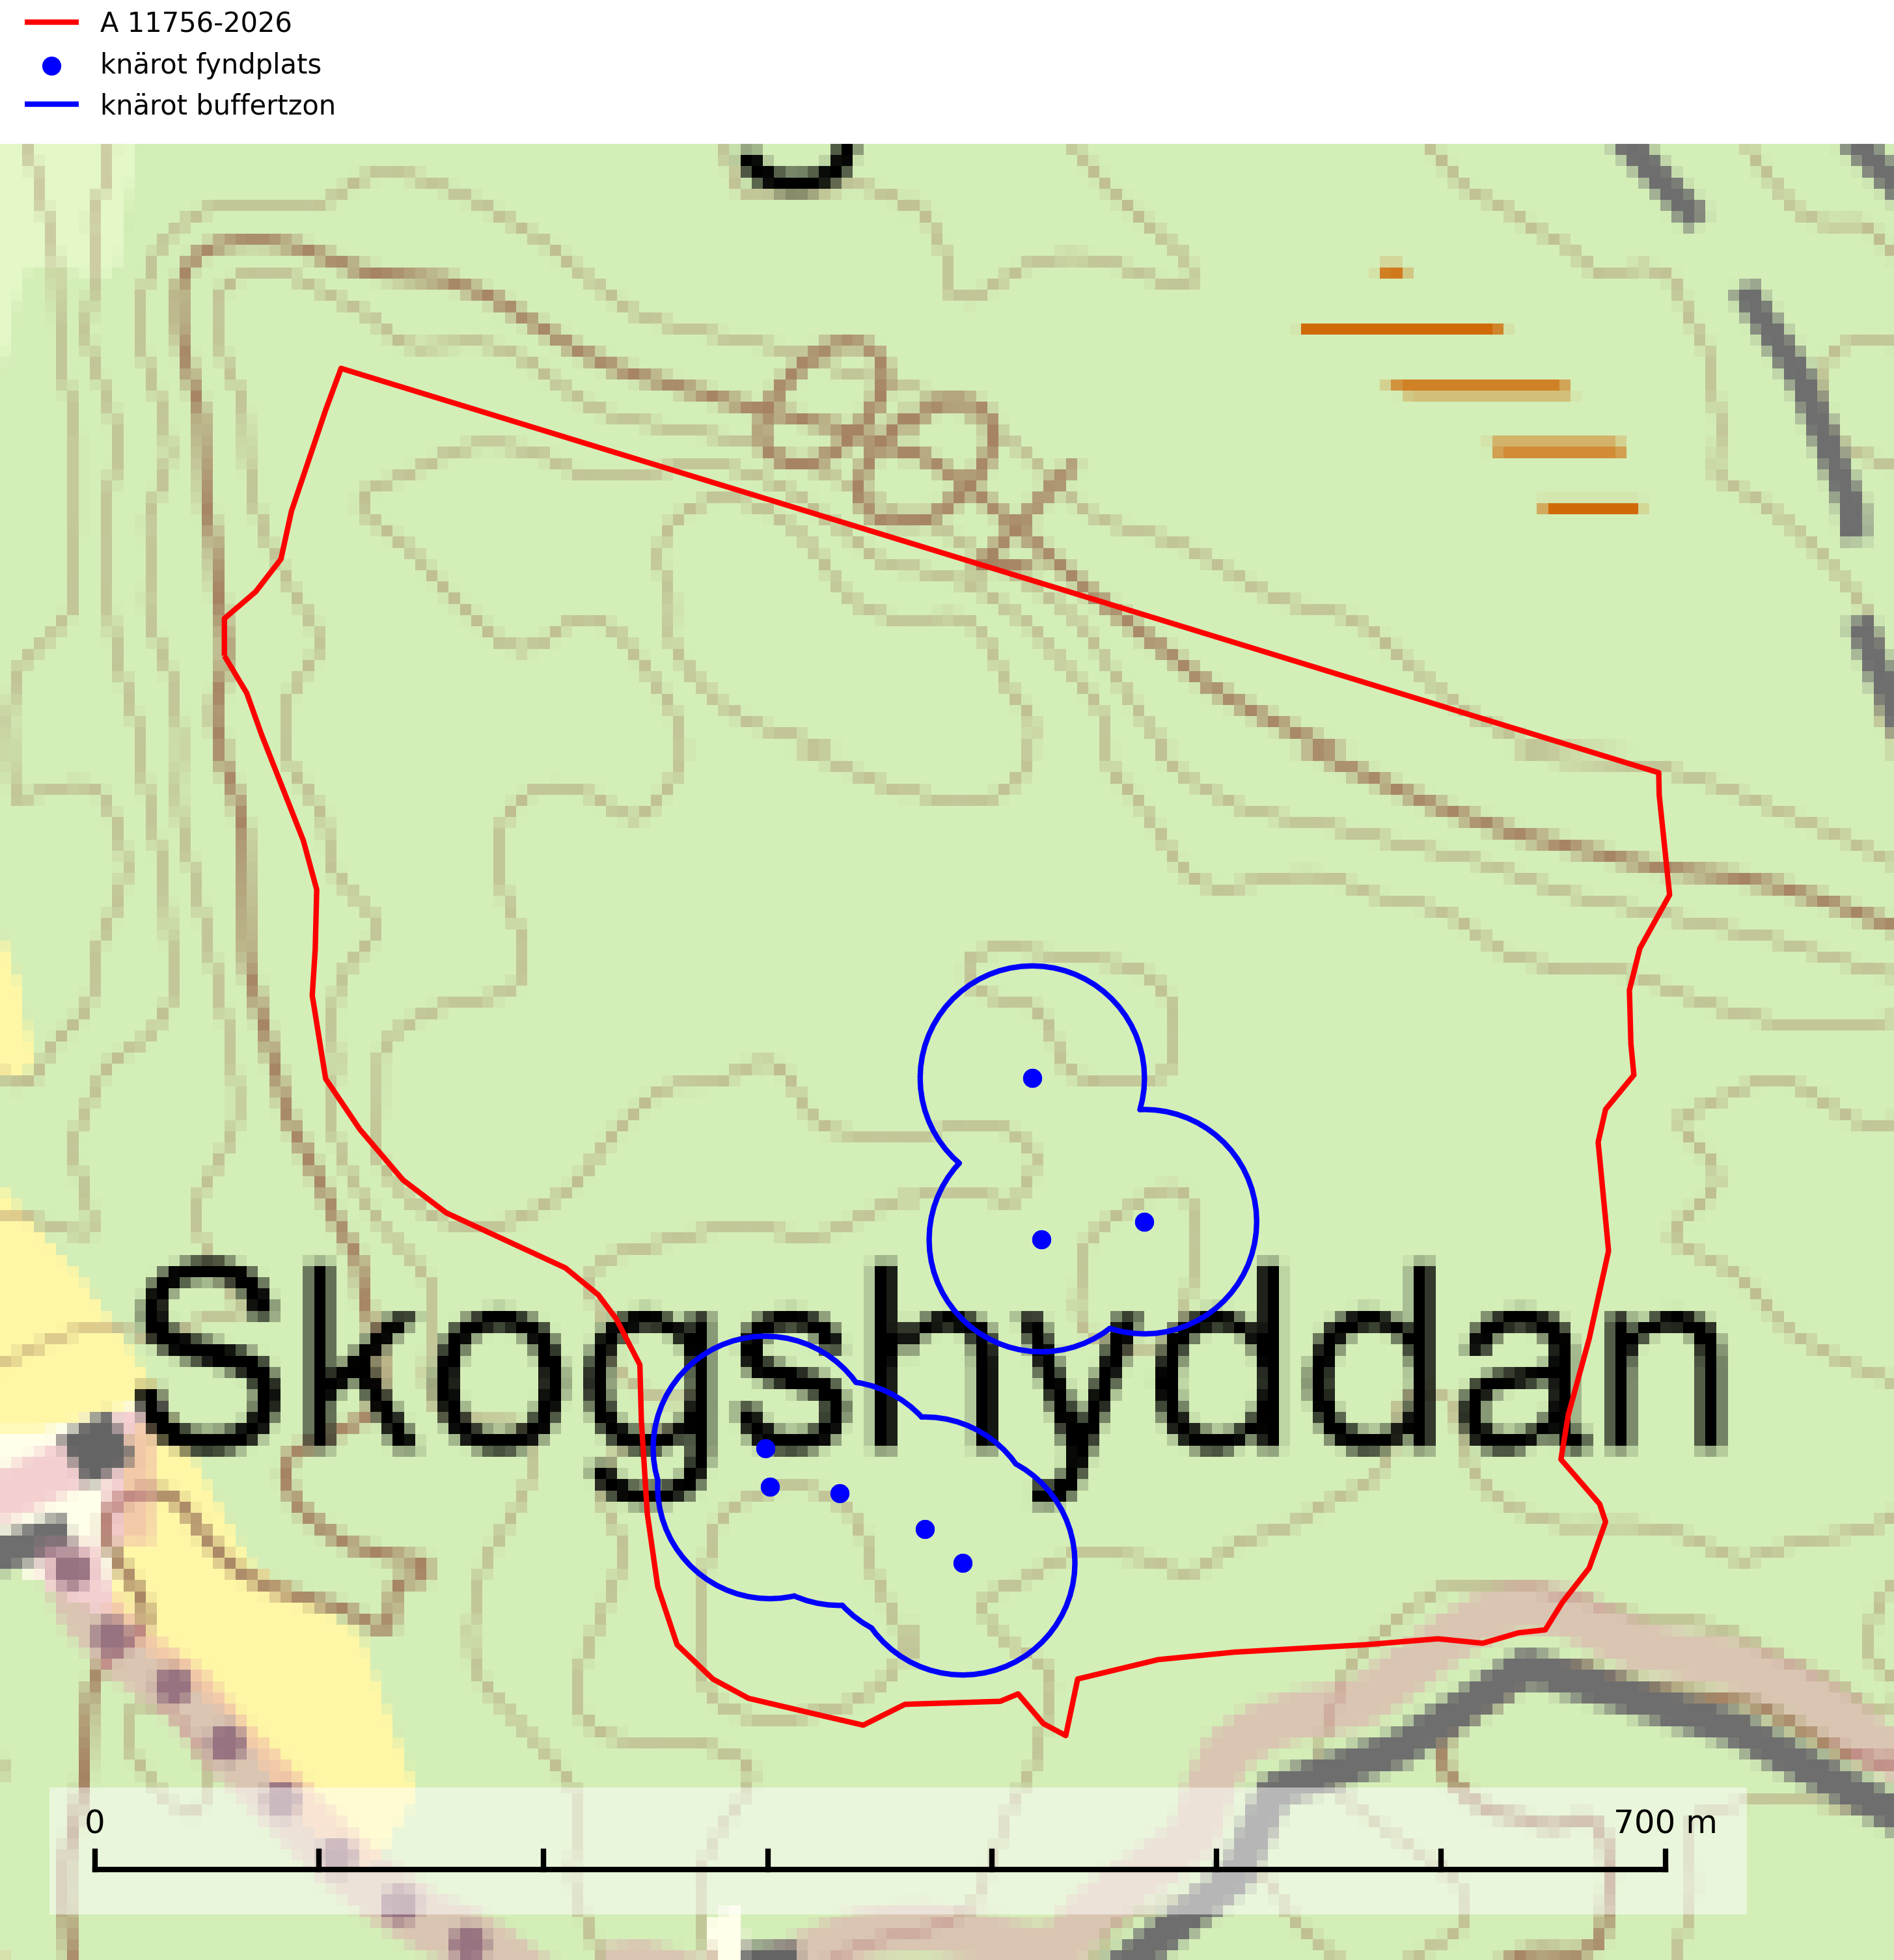 A 11756-2026
knärot fyndplats
knärot buffertzon
Skogshyddan
0 700 m